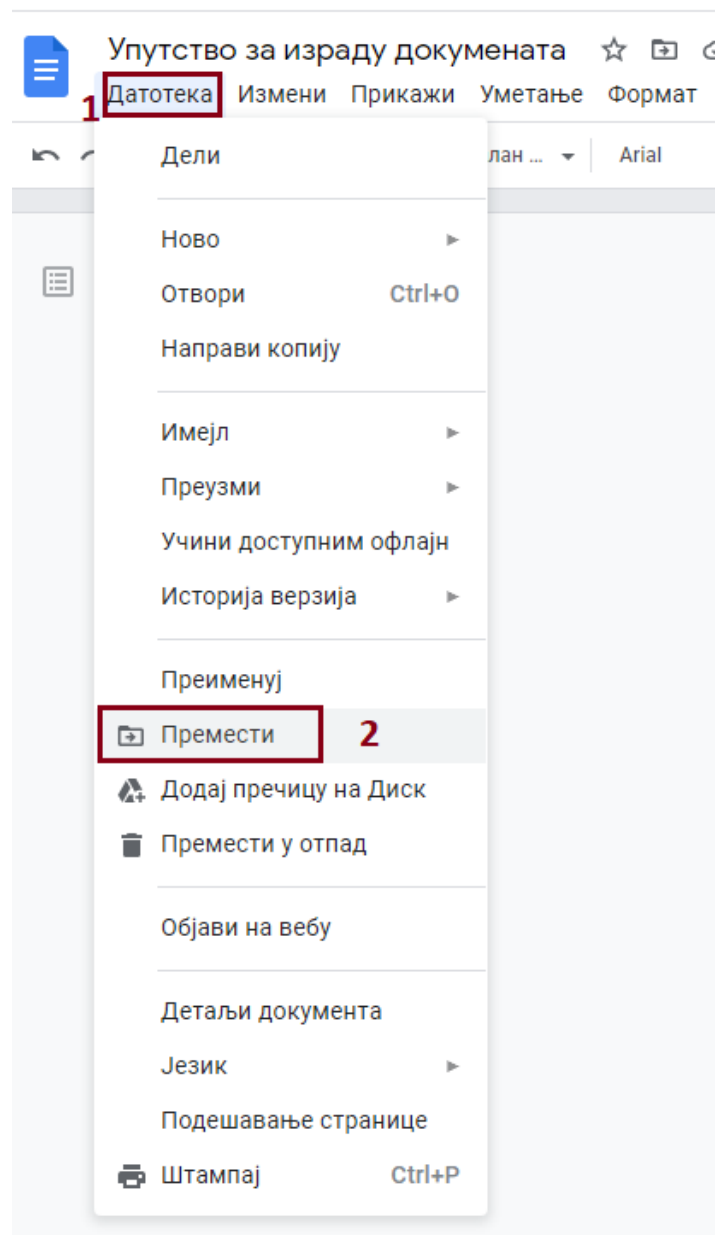 Упутство за израду докумената
1 Датотека Измени Прикажи Уметање Формат
лан ... Arial
Дели
Ново
Отвори Ctrl+O
Направи копију
Имејл
Преузми
Учини доступним офлајн
Историја верзија
Преименуј
Премести 2
Додај пречицу на Диск
Премести у отпад
Објави на вебу
Детаљи документа
Језик
Подешавање странице
Штампај Ctrl+P